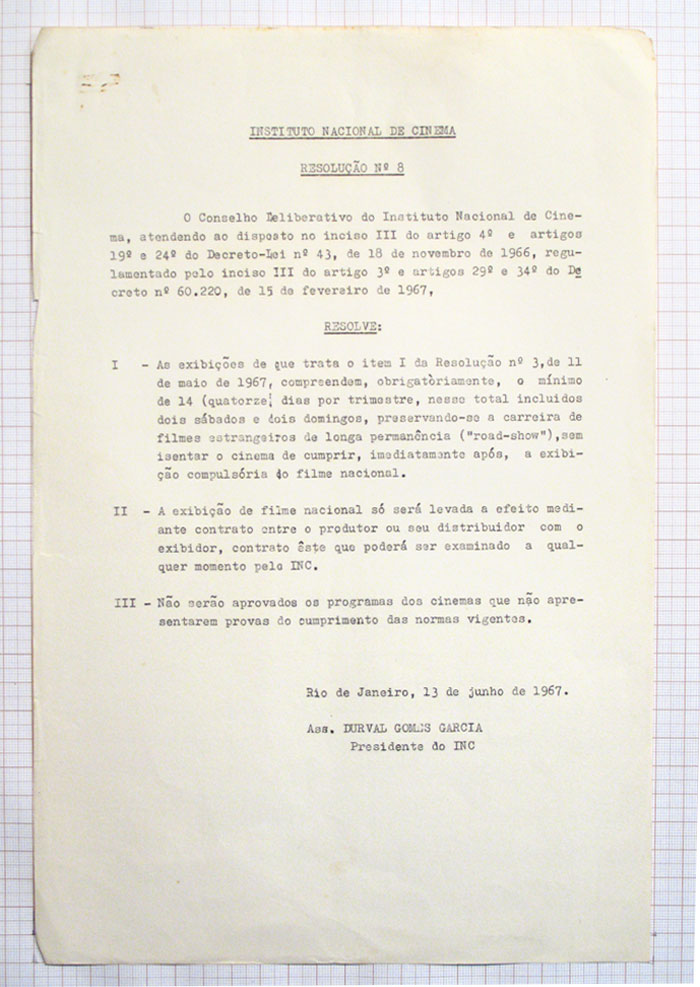 INSTITUTO NACIONAL DE CINEMA
RESOLUÇÃO Nº 8
O Conselho Deliberativo do Instituto Nacional de Cine-
ma, atendendo ao disposto no inciso III do artigo 4º e artigos
19º e 24º do Decreto-Lei nº 43, de 18 de novembro de 1966, regu-
lamentado pelo inciso III do artigo 3º e artigos 29º e 34º do De
creto nº 60.220, de 15 de fevereiro de 1967,
RESOLVE:
I - As exibições de que trata o item I da Resolução nº 3, de 11
de maio de 1967, compreendem, obrigatòriamente, o mínimo
de 14 (quatorze) dias por trimestre, nesse total incluidos
dois sábados e dois domingos, preservando-se a carreira de
filmes estrangeiros de longa permanência ("road-show"), sem
isentar o cinema de cumprir, imediatamente após, a exibi-
ção compulsória do filme nacional.
II - A exibição de filme nacional só será levada a efeito medi-
ante contrato entre o produtor ou seu distribuidor com o
exibidor, contrato êste que poderá ser examinado a qual-
quer momento pelo INC.
III - Não serão aprovados os programas dos cinemas que não apre-
sentarem provas do cumprimento das normas vigentes.
Rio de Janeiro, 13 de junho de 1967.
Ass. DURVAL GOMES GARCIA
Presidente do INC